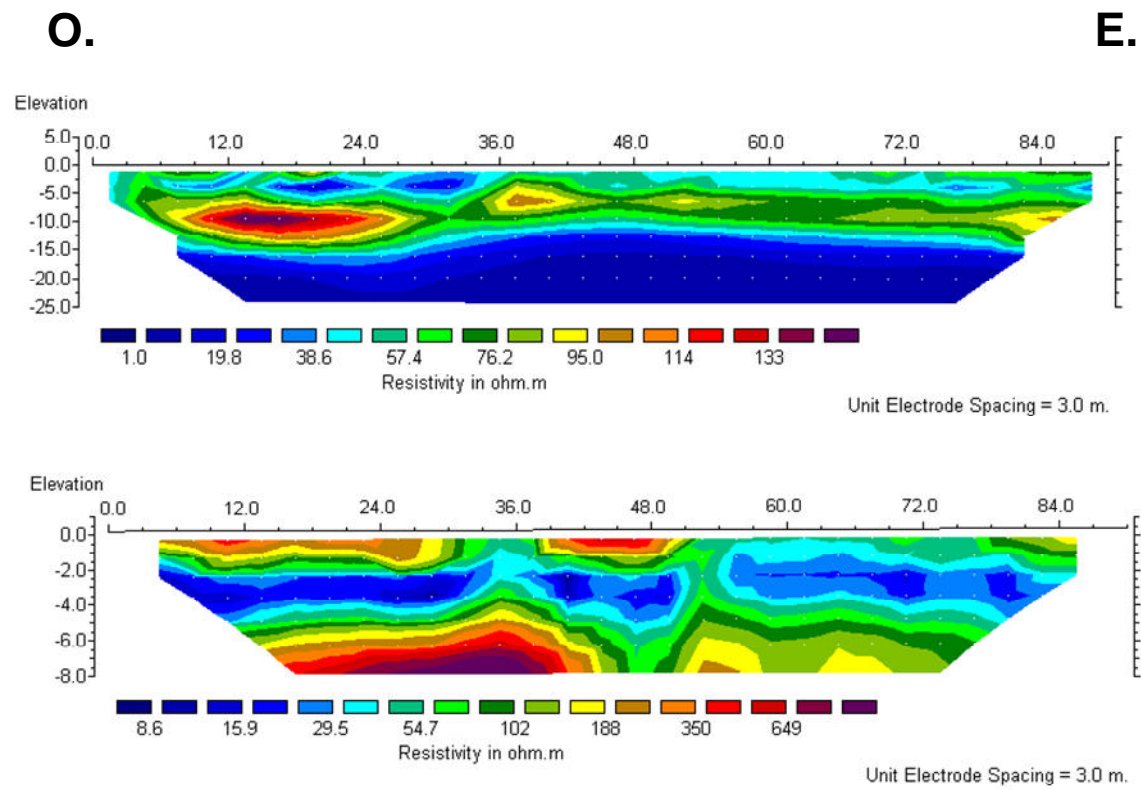 O. E.
Elevation
5.0 0.0 12.0 24.0 36.0 48.0 60.0 72.0 84.0
0.0
-5.0
-10.0
-15.0
-20.0
-25.0
1.0 19.8 38.6 57.4 76.2 95.0 114 133
Resistivity in ohm.m
Unit Electrode Spacing = 3.0 m.
Elevation
0.0 12.0 24.0 36.0 48.0 60.0 72.0 84.0
0.0
-2.0
-4.0
-6.0
-8.0
8.6 15.9 29.5 54.7 102 188 350 649
Resistivity in ohm.m
Unit Electrode Spacing = 3.0 m.